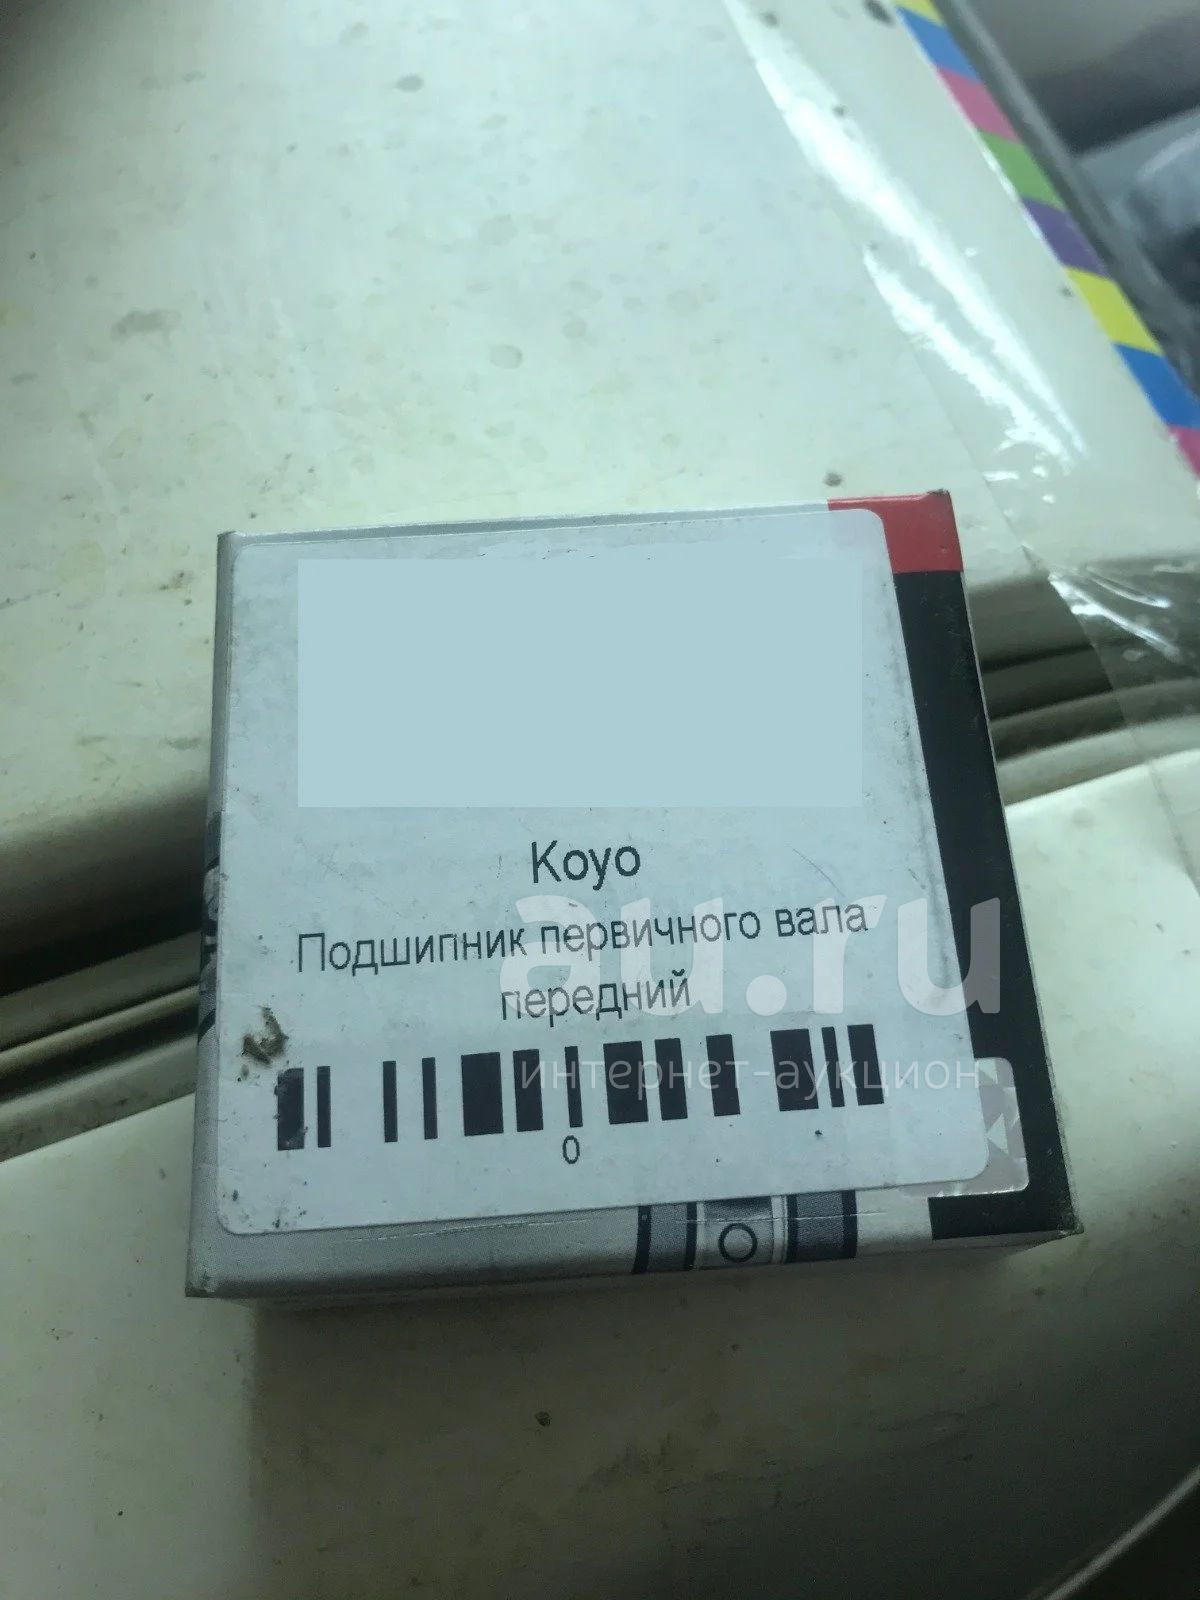 Koyo
Подшипник первичного вала
передний
au.ru
интернет-аукцион
0